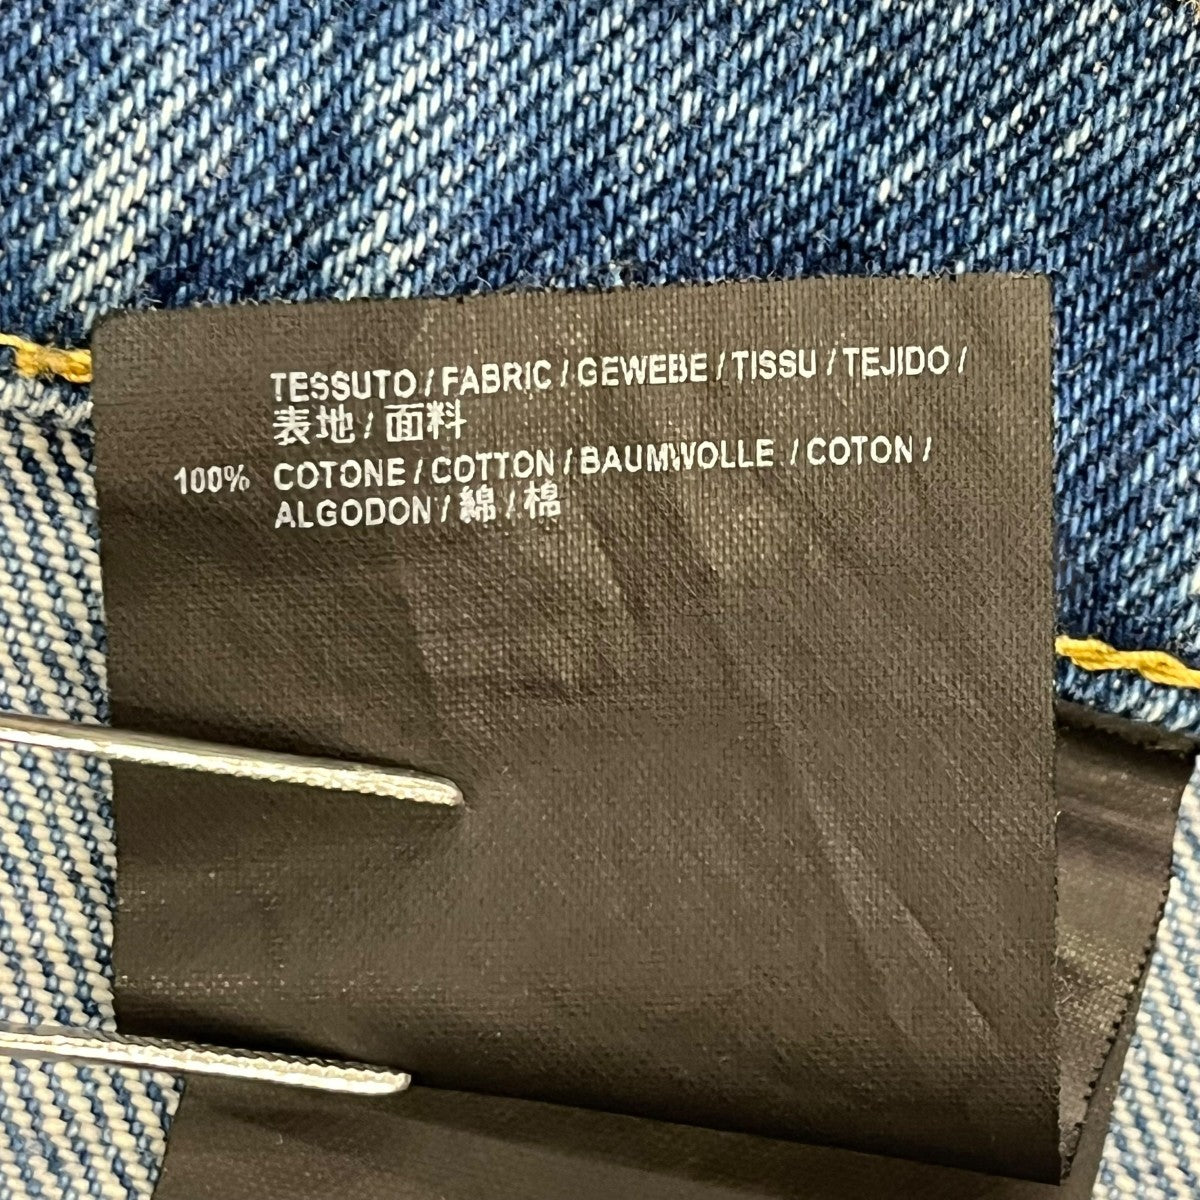 TESSUTO / FABRIC / GEWEBE / TISSU / TEJIDO /
表地 / 面料
100% COTONE / COTTON / BAUMWOLLE / COTON /
ALGODON / 綿 / 棉